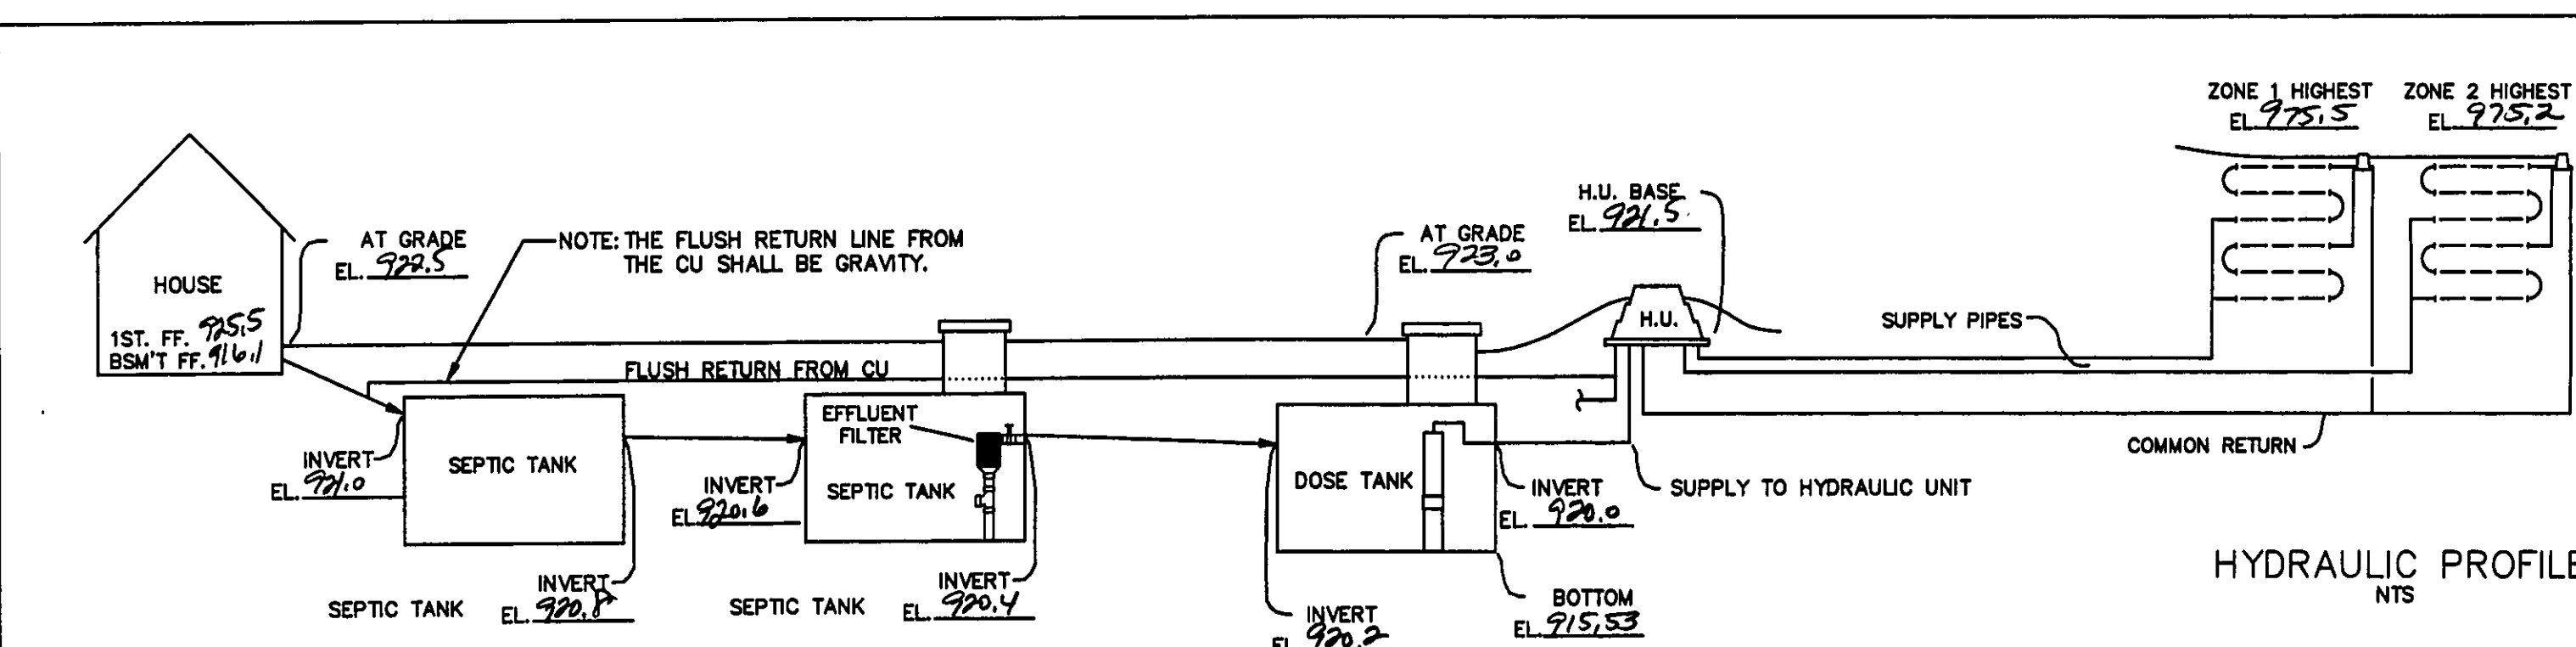 ZONE 1 HIGHEST
EL. 975.5
ZONE 2 HIGHEST
EL. 975.2
H.U. BASE
EL. 921.5
AT GRADE
EL. 922.5
NOTE: THE FLUSH RETURN LINE FROM
THE CU SHALL BE GRAVITY.
AT GRADE
EL. 923.0
HOUSE
1ST. FF. 925.5
BSM'T FF. 916.1
H.U.
SUPPLY PIPES
FLUSH RETURN FROM CU
EFFLUENT
FILTER
COMMON RETURN
INVERT
EL. 921.0
SEPTIC TANK
INVERT
EL. 920.6
SEPTIC TANK
DOSE TANK
INVERT
EL. 920.0
SUPPLY TO HYDRAULIC UNIT
INVERT
EL. 920.8
SEPTIC TANK
INVERT
EL. 920.4
SEPTIC TANK
INVERT
EL. 920.2
BOTTOM
EL. 915.53
HYDRAULIC PROFILE
NTS